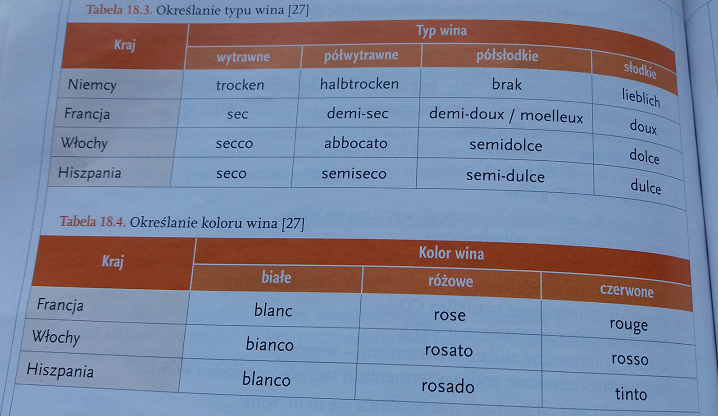 Tabela 18.3. Określanie typu wina [27]
Kraj Typ wina
wytrawne półwytrawne półsłodkie słodkie
Niemcy trocken halbtrocken brak lieblich
Francja sec demi-sec demi-doux / moelleux doux
Włochy secco abbocato semidolce dolce
Hiszpania seco semiseco semi-dulce dulce
Tabela 18.4. Określanie koloru wina [27]
Kraj Kolor wina
białe różowe czerwone
Francja blanc rose rouge
Włochy bianco rosato rosso
Hiszpania blanco rosado tinto